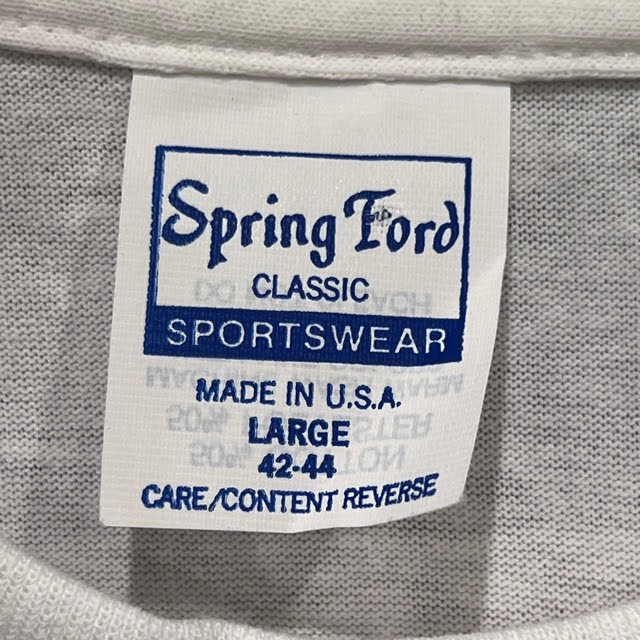 Spring Ford
CLASSIC
SPORTSWEAR
MADE IN U.S.A.
LARGE
42-44
CARE/CONTENT REVERSE